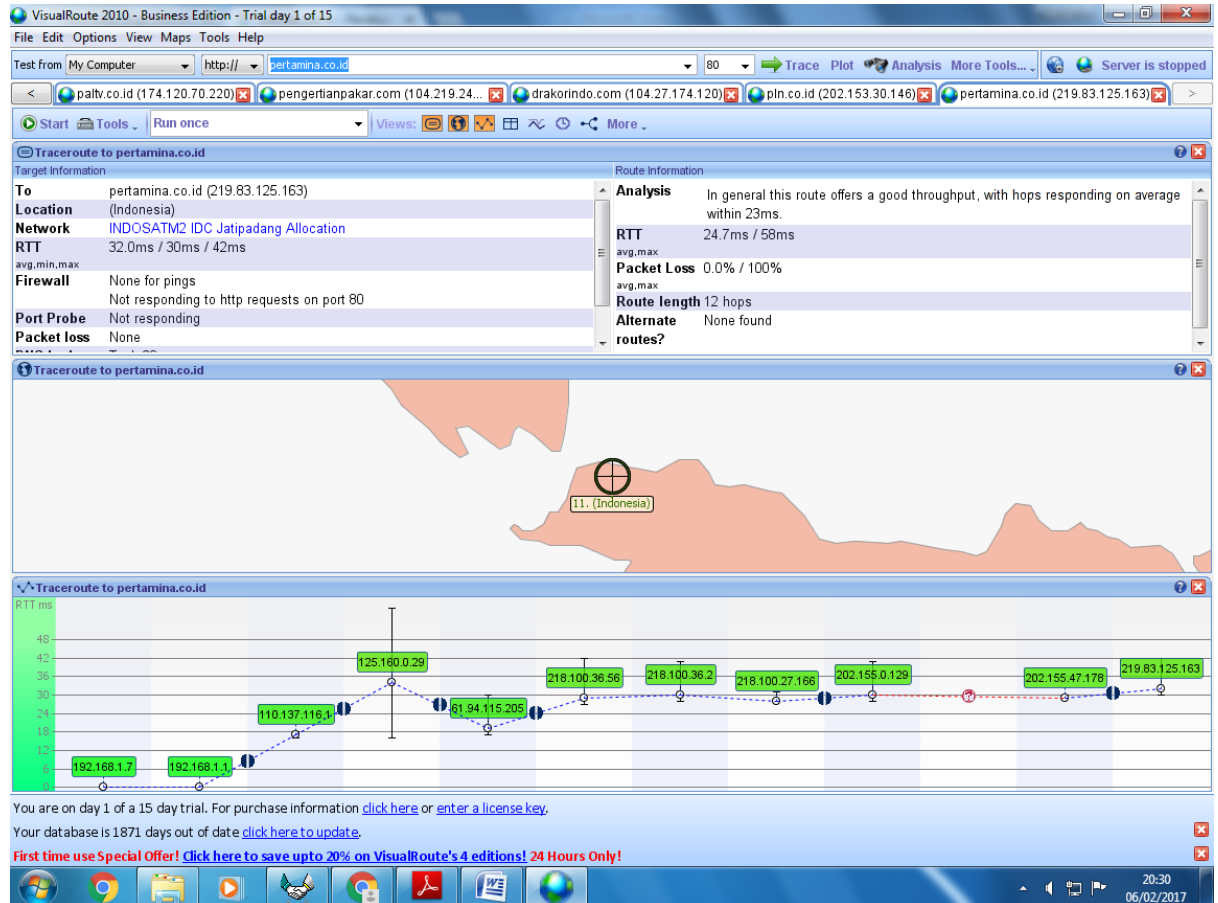 VisualRoute 2010 - Business Edition - Trial day 1 of 15
File Edit Options View Maps Tools Help
Test from My Computer http:// pertamina.co.id 80 Trace Plot Analysis More Tools... Server is stopped
< paltv.co.id (174.120.70.220) pengertianpakar.com (104.219.24... drakorindo.com (104.27.174.120) pln.co.id (202.153.30.146) pertamina.co.id (219.83.125.163) >
Start Tools Run once Views: More
Traceroute to pertamina.co.id
Target Information
To pertamina.co.id (219.83.125.163)
Location (Indonesia)
Network INDOSATM2 IDC Jatipadang Allocation
RTT 32.0ms / 30ms / 42ms
avg,min,max
Firewall None for pings
Not responding to http requests on port 80
Port Probe Not responding
Packet loss None
Route Information
Analysis In general this route offers a good throughput, with hops responding on average
within 23ms.
RTT 24.7ms / 58ms
avg,max
Packet Loss 0.0% / 100%
avg,max
Route length 12 hops
Alternate None found
routes?
Traceroute to pertamina.co.id
11. (Indonesia)
Traceroute to pertamina.co.id
RTT ms
48
42
36
30
24
18
12
6
0
192.168.1.7
192.168.1.1
110.137.116.1
125.160.0.29
61.94.115.205
218.100.36.56
218.100.36.2
218.100.27.166
202.155.0.129
?
202.155.47.178
219.83.125.163
You are on day 1 of a 15 day trial. For purchase information click here or enter a license key.
Your database is 1871 days out of date click here to update.
First time use Special Offer! Click here to save upto 20% on VisualRoute's 4 editions! 24 Hours Only!
20:30
06/02/2017